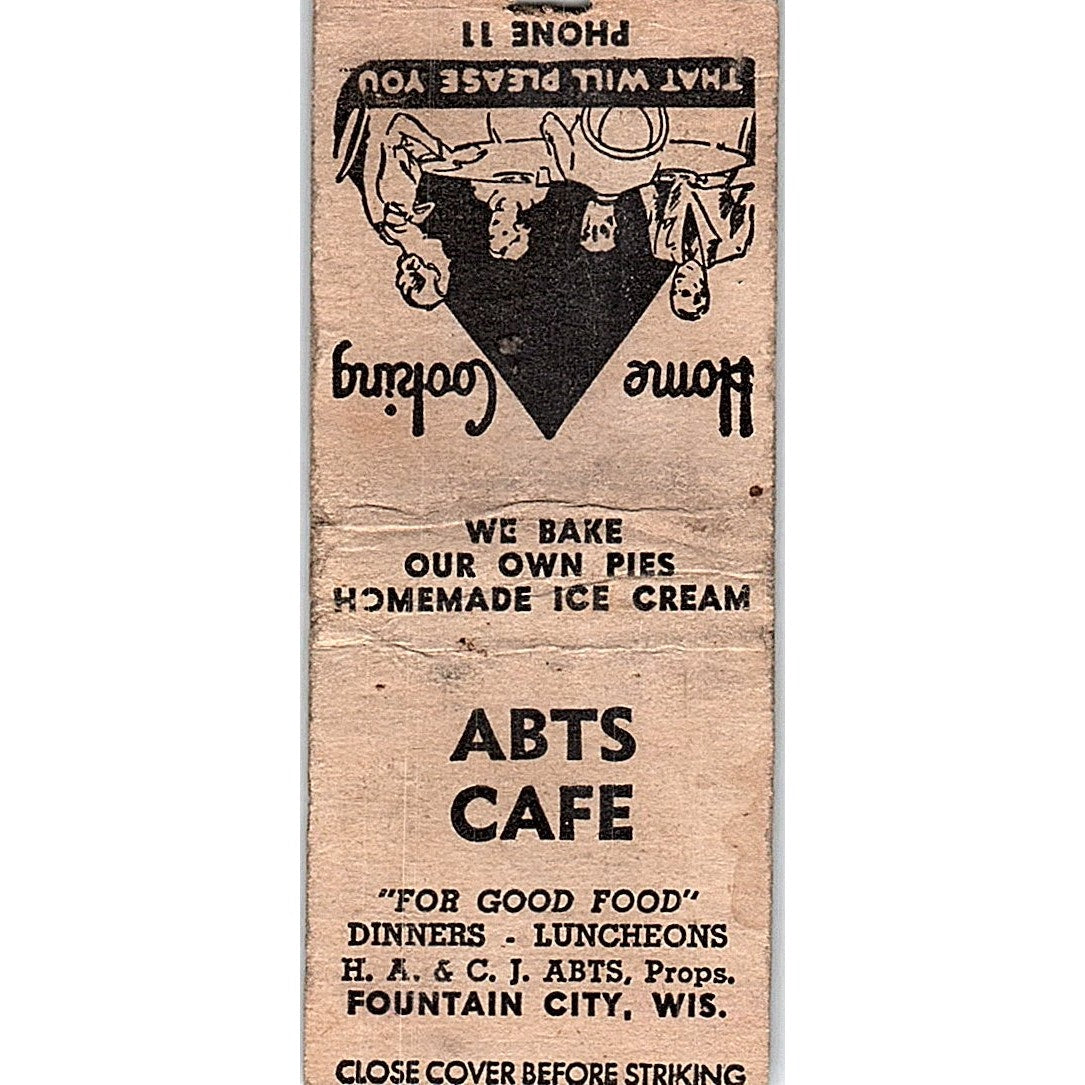 PHONE 11
THAT WILL PLEASE YOU
Home Cooking
WE BAKE
OUR OWN PIES
HOMEMADE ICE CREAM
ABTS
CAFE
"FOR GOOD FOOD"
DINNERS - LUNCHEONS
H. A. & C. J. ABTS, Props.
FOUNTAIN CITY, WIS.
CLOSE COVER BEFORE STRIKING